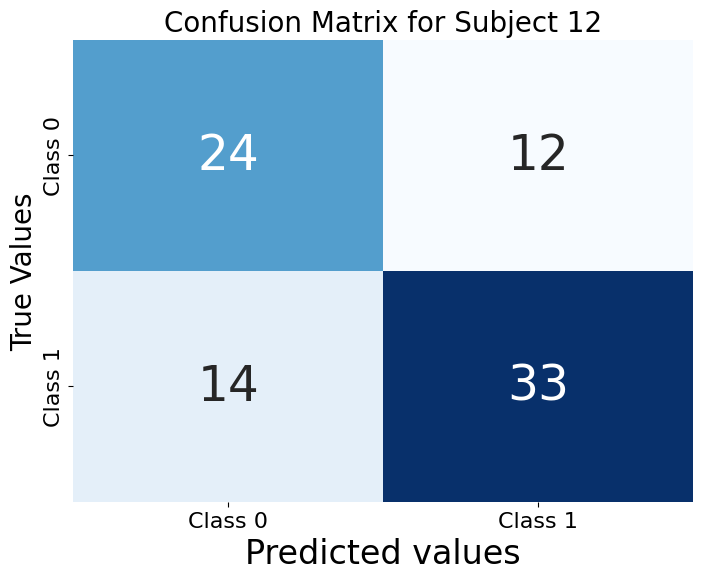 Confusion Matrix for Subject 12
True Values
Class 0
24
12
Class 1
14
33
Class 0
Class 1
Predicted values